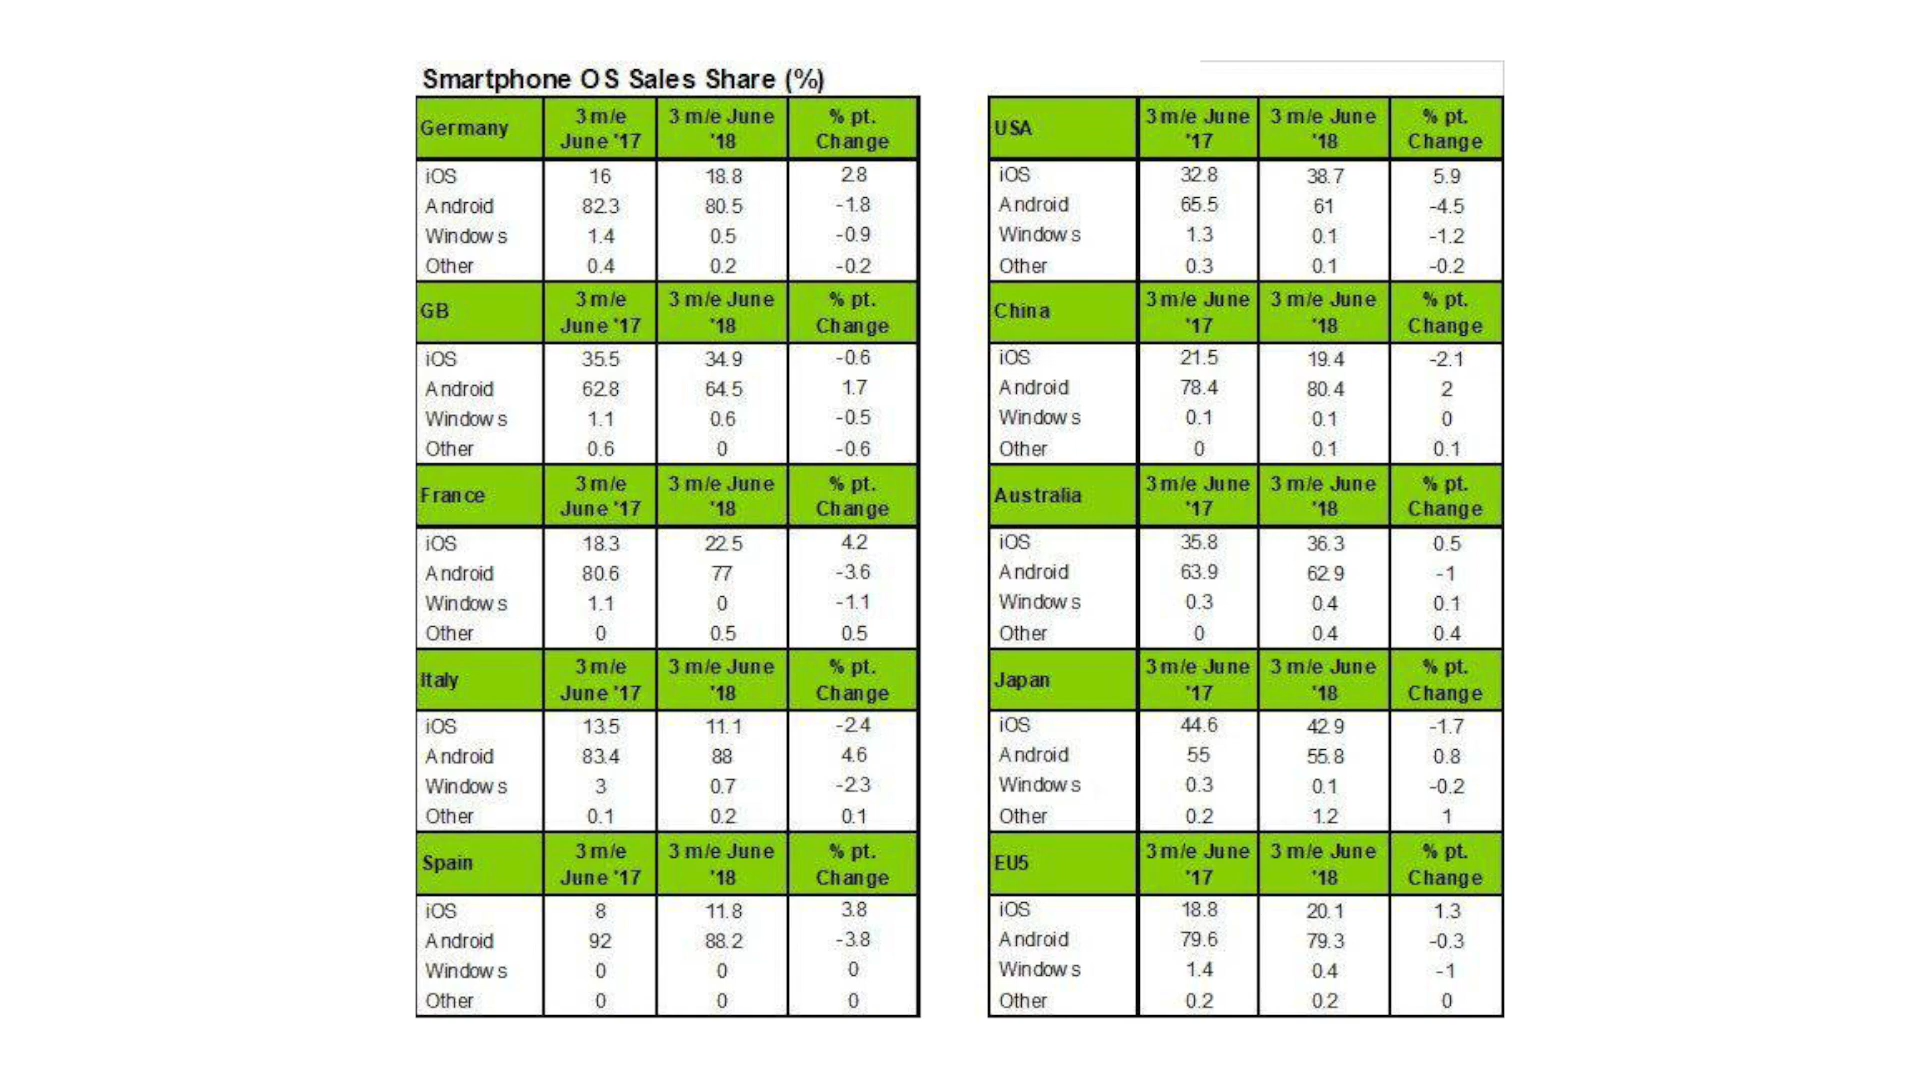 Smartphone OS Sales Share (%)
Germany 3 m/e June '17 3 m/e June '18 % pt. Change
iOS 16 18.8 2.8
Android 82.3 80.5 -1.8
Windows 1.4 0.5 -0.9
Other 0.4 0.2 -0.2
GB 3 m/e June '17 3 m/e June '18 % pt. Change
iOS 35.5 34.9 -0.6
Android 62.8 64.5 1.7
Windows 1.1 0.6 -0.5
Other 0.6 0 -0.6
France 3 m/e June '17 3 m/e June '18 % pt. Change
iOS 18.3 22.5 4.2
Android 80.6 77 -3.6
Windows 1.1 0 -1.1
Other 0 0.5 0.5
Italy 3 m/e June '17 3 m/e June '18 % pt. Change
iOS 13.5 11.1 -2.4
Android 83.4 88 4.6
Windows 3 0.7 -2.3
Other 0.1 0.2 0.1
Spain 3 m/e June '17 3 m/e June '18 % pt. Change
iOS 8 11.8 3.8
Android 92 88.2 -3.8
Windows 0 0 0
Other 0 0 0
USA 3 m/e June '17 3 m/e June '18 % pt. Change
iOS 32.8 38.7 5.9
Android 65.5 61 -4.5
Windows 1.3 0.1 -1.2
Other 0.3 0.1 -0.2
China 3 m/e June '17 3 m/e June '18 % pt. Change
iOS 21.5 19.4 -2.1
Android 78.4 80.4 2
Windows 0.1 0.1 0
Other 0 0.1 0.1
Australia 3 m/e June '17 3 m/e June '18 % pt. Change
iOS 35.8 36.3 0.5
Android 63.9 62.9 -1
Windows 0.3 0.4 0.1
Other 0 0.4 0.4
Japan 3 m/e June '17 3 m/e June '18 % pt. Change
iOS 44.6 42.9 -1.7
Android 55 55.8 0.8
Windows 0.3 0.1 -0.2
Other 0.2 1.2 1
EU5 3 m/e June '17 3 m/e June '18 % pt. Change
iOS 18.8 20.1 1.3
Android 79.6 79.3 -0.3
Windows 1.4 0.4 -1
Other 0.2 0.2 0